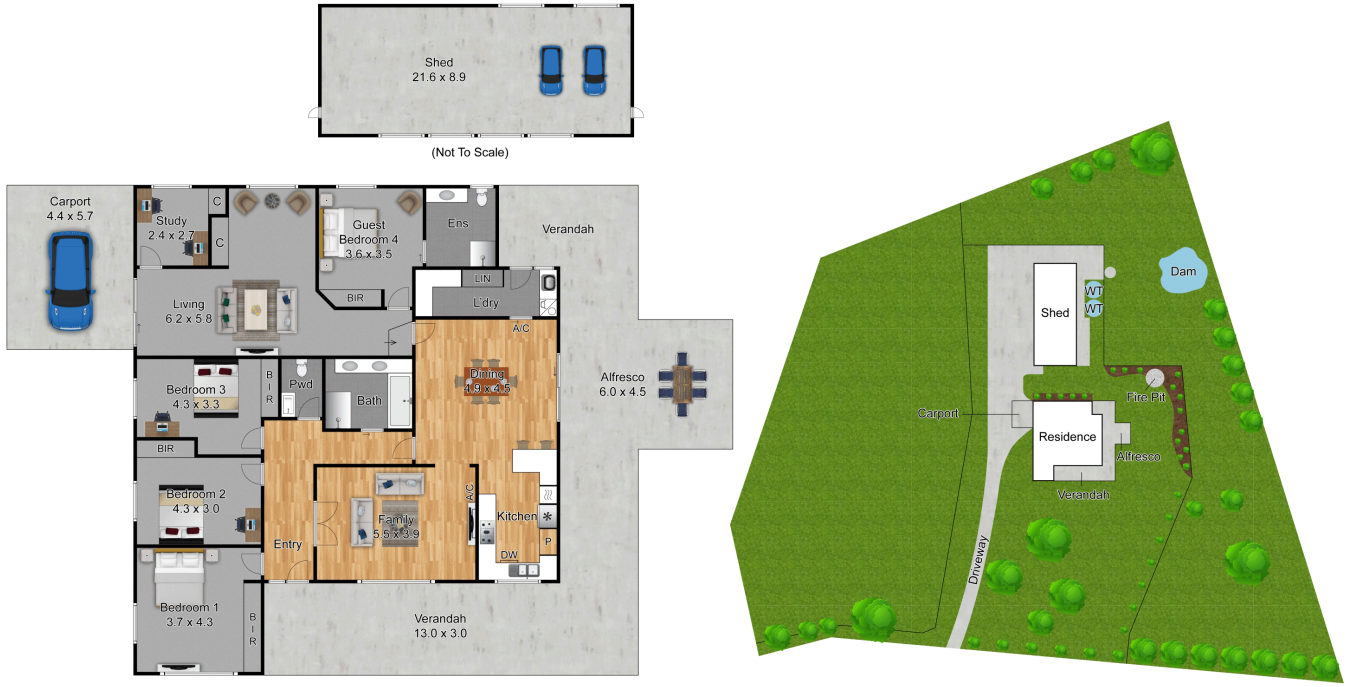 Shed
21.6 x 8.9
(Not To Scale)
Carport
4.4 x 5.7
Study
2.4 x 2.7
C
C
Guest
Bedroom 4
3.6 x 3.5
BIR
Ens
Verandah
LIN
L'dry
Living
6.2 x 5.8
A/C
Dining
4.9 x 4.5
Alfresco
6.0 x 4.5
Bedroom 3
4.3 x 3.3
B
I
R
Pwd
Bath
BIR
Bedroom 2
4.3 x 3.0
Entry
Family
5.5 x 3.9
A/C
Kitchen
P
DW
Bedroom 1
3.7 x 4.3
B
I
R
Verandah
13.0 x 3.0
Dam
WT
WT
Shed
Fire Pit
Carport
Residence
Alfresco
Verandah
Driveway